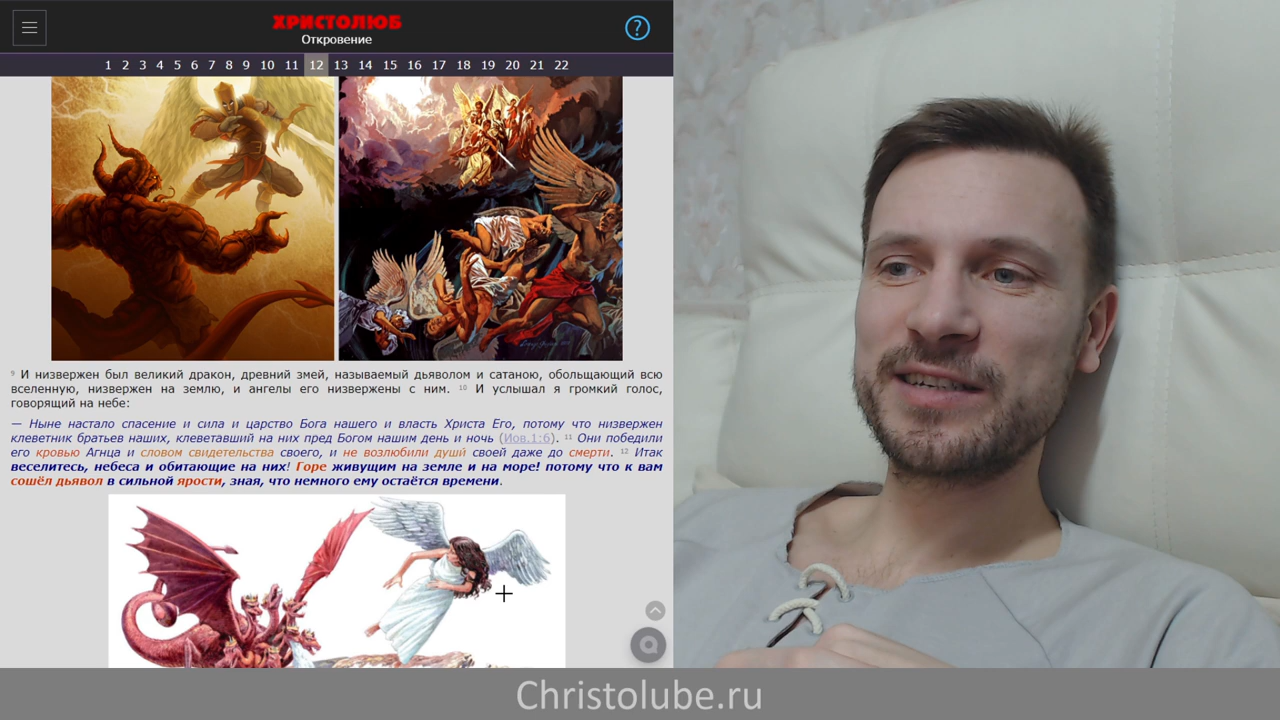 ХРИСТОЛЮБ
Откровение
1 2 3 4 5 6 7 8 9 10 11 12 13 14 15 16 17 18 19 20 21 22
9 И низвержен был великий дракон, древний змей, называемый дьяволом и сатаною, обольщающий всю
вселенную, низвержен на землю, и ангелы его низвержены с ним. 10 И услышал я громкий голос,
говорящий на небе:
— Ныне настало спасение и сила и царство Бога нашего и власть Христа Его, потому что низвержен
клеветник братьев наших, клеветавший на них пред Богом нашим день и ночь (Иов.1:6). 11 Они победили
его кровью Агнца и словом свидетельства своего, и не возлюбили душй своей даже до смерти. 12 Итак
веселитесь, небеса и обитающие на них! Горе живущим на земле и на море! потому что к вам
сошёл дьявол в сильной ярости, зная, что немного ему остаётся времени.
Christolube.ru